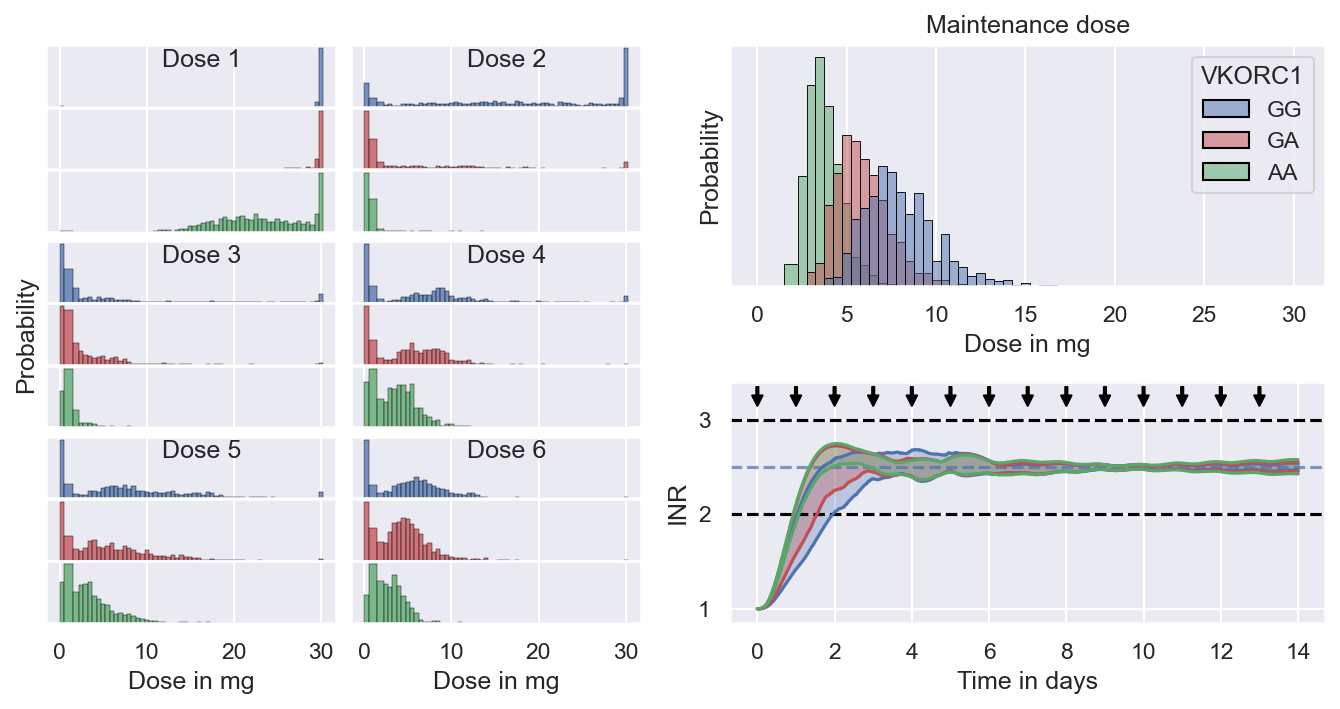 Maintenance dose
Dose 1
Dose 2
Dose 3
Dose 4
Dose 5
Dose 6
Probability
0 10 20 30
0 10 20 30
Dose in mg
Dose in mg
Probability
VKORC1
GG
GA
AA
0 5 10 15 20 25 30
Dose in mg
INR
3
2
1
0 2 4 6 8 10 12 14
Time in days